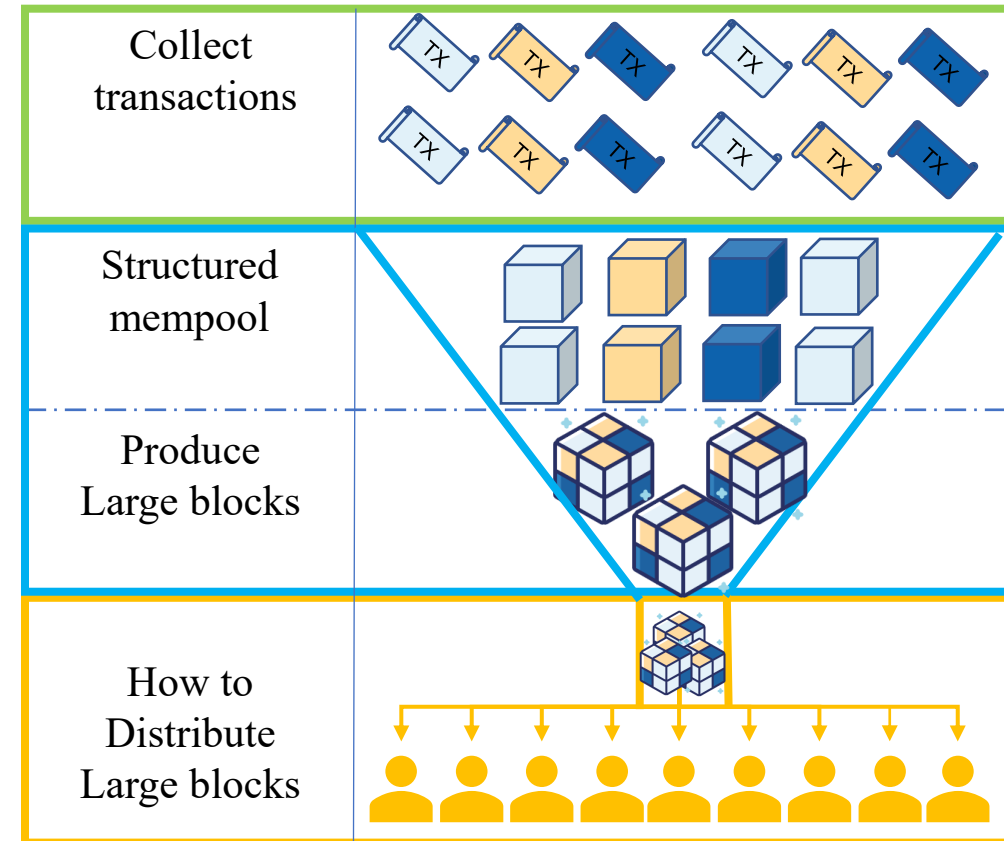 Collect
transactions
TX TX TX TX TX TX
TX TX TX TX TX TX
Structured
mempool
Produce
Large blocks
How to
Distribute
Large blocks